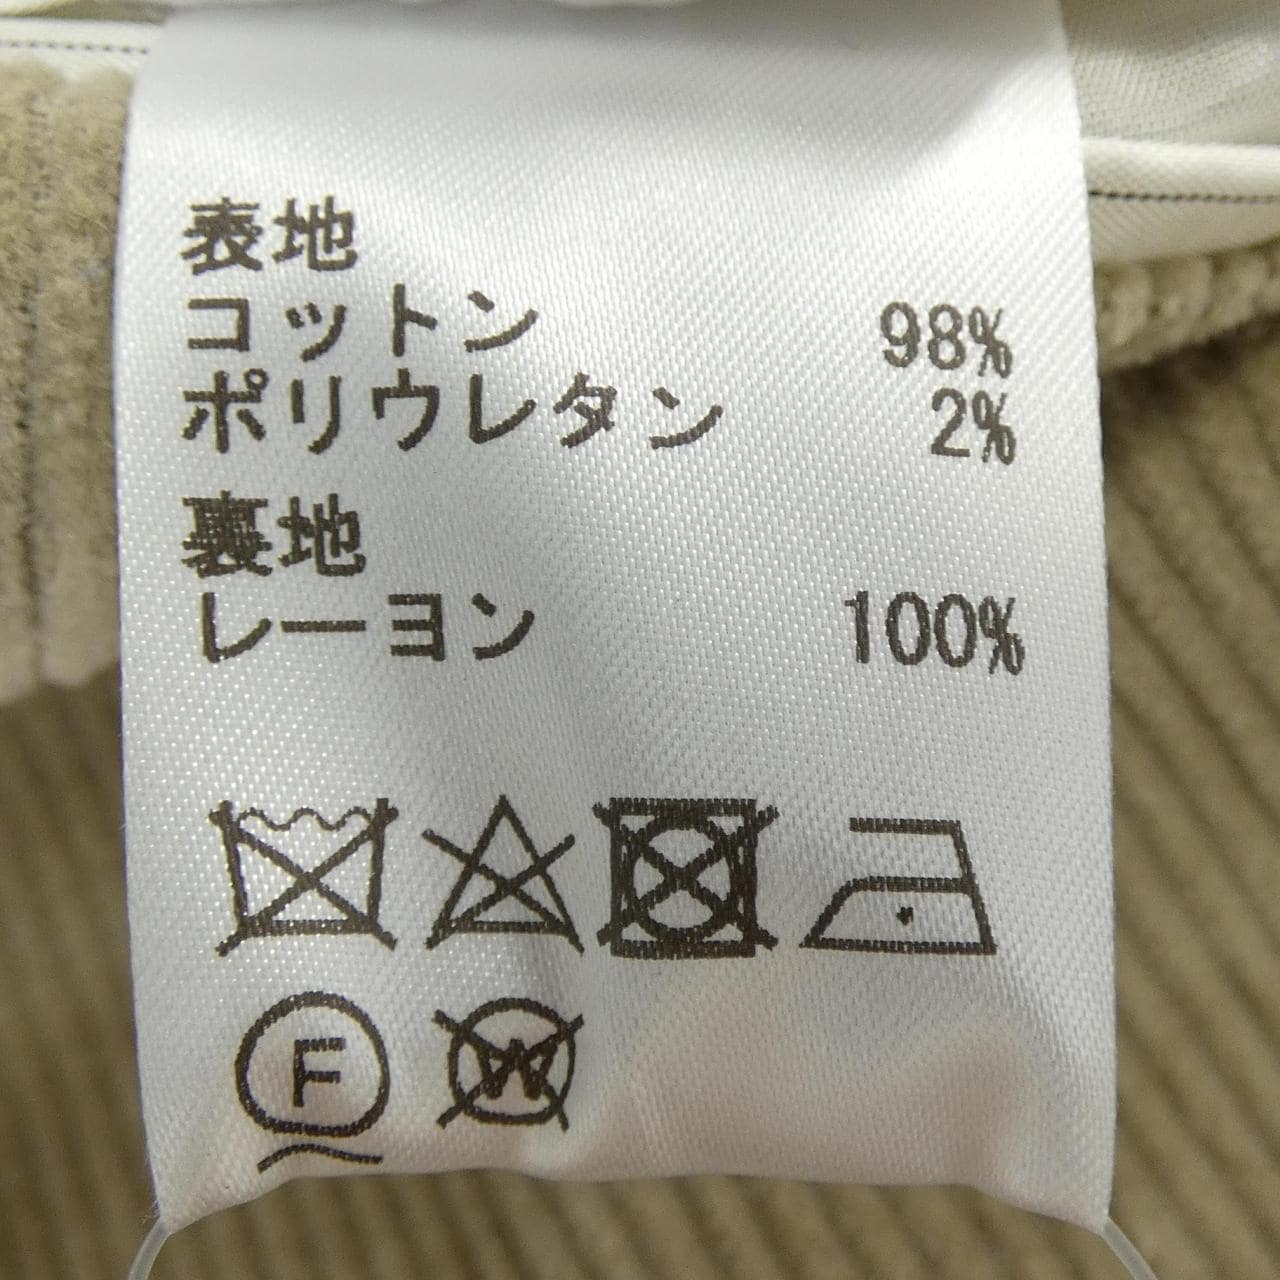 表地
コットン 98%
ポリウレタン 2%
裏地
レーヨン 100%
F W